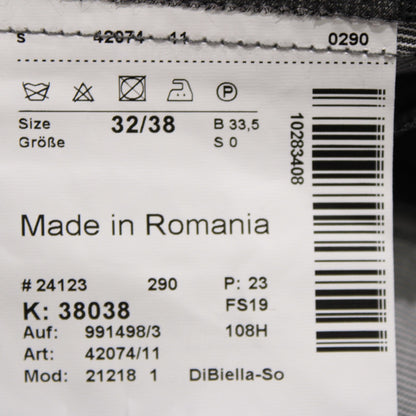 s 42074 11 0290
P
Size 32/38 B 33,5
Größe S 0
10283408
Made in Romania
# 24123 290 P: 23
K: 38038 FS19
Auf: 991498/3 108H
Art: 42074/11
Mod: 21218 1 DiBiella-So